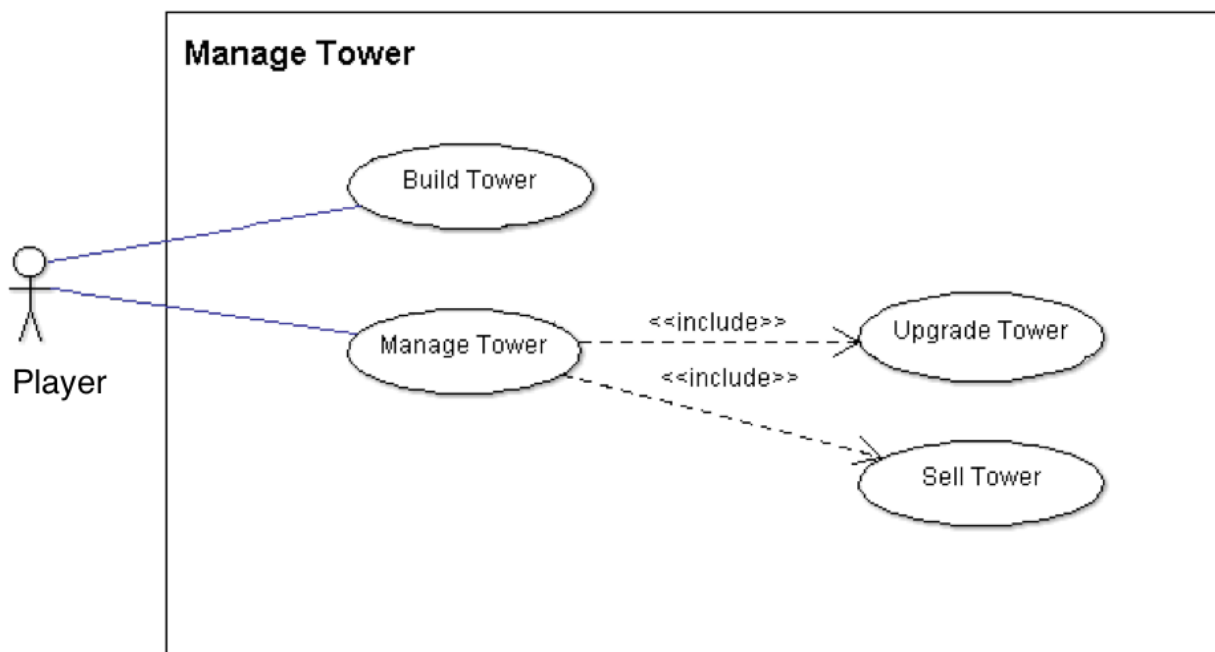 Manage Tower
Build Tower
<<include>>
Upgrade Tower
Manage Tower
<<include>>
Player
Sell Tower